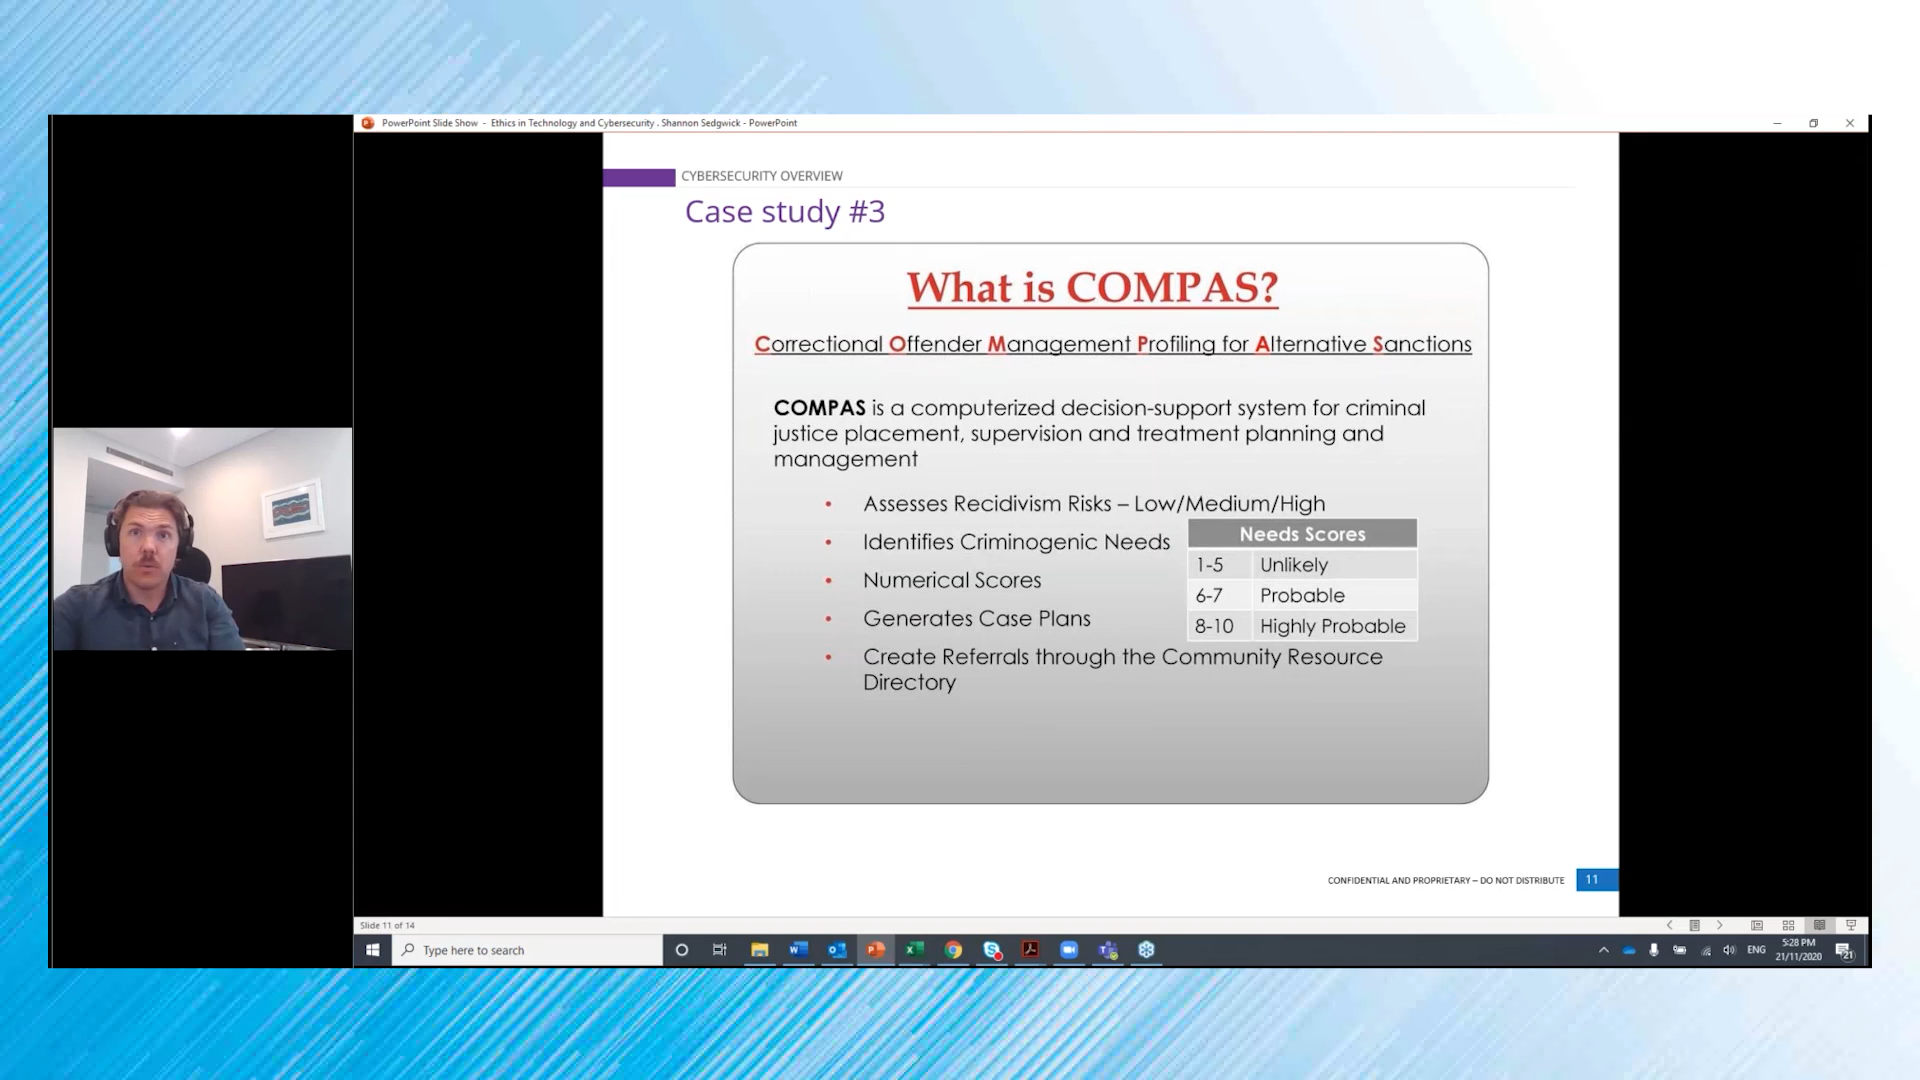 PowerPoint Slide Show - Ethics in Technology and Cybersecurity . Shannon Sedgwick - PowerPoint
CYBERSECURITY OVERVIEW
Case study #3
What is COMPAS?
Correctional Offender Management Profiling for Alternative Sanctions
COMPAS is a computerized decision-support system for criminal
justice placement, supervision and treatment planning and
management
• Assesses Recidivism Risks – Low/Medium/High
• Identifies Criminogenic Needs
• Numerical Scores
• Generates Case Plans
• Create Referrals through the Community Resource
Directory
Needs Scores
1-5 Unlikely
6-7 Probable
8-10 Highly Probable
CONFIDENTIAL AND PROPRIETARY – DO NOT DISTRIBUTE 11
Slide 11 of 14
Type here to search
ENG
5:28 PM
21/11/2020
21